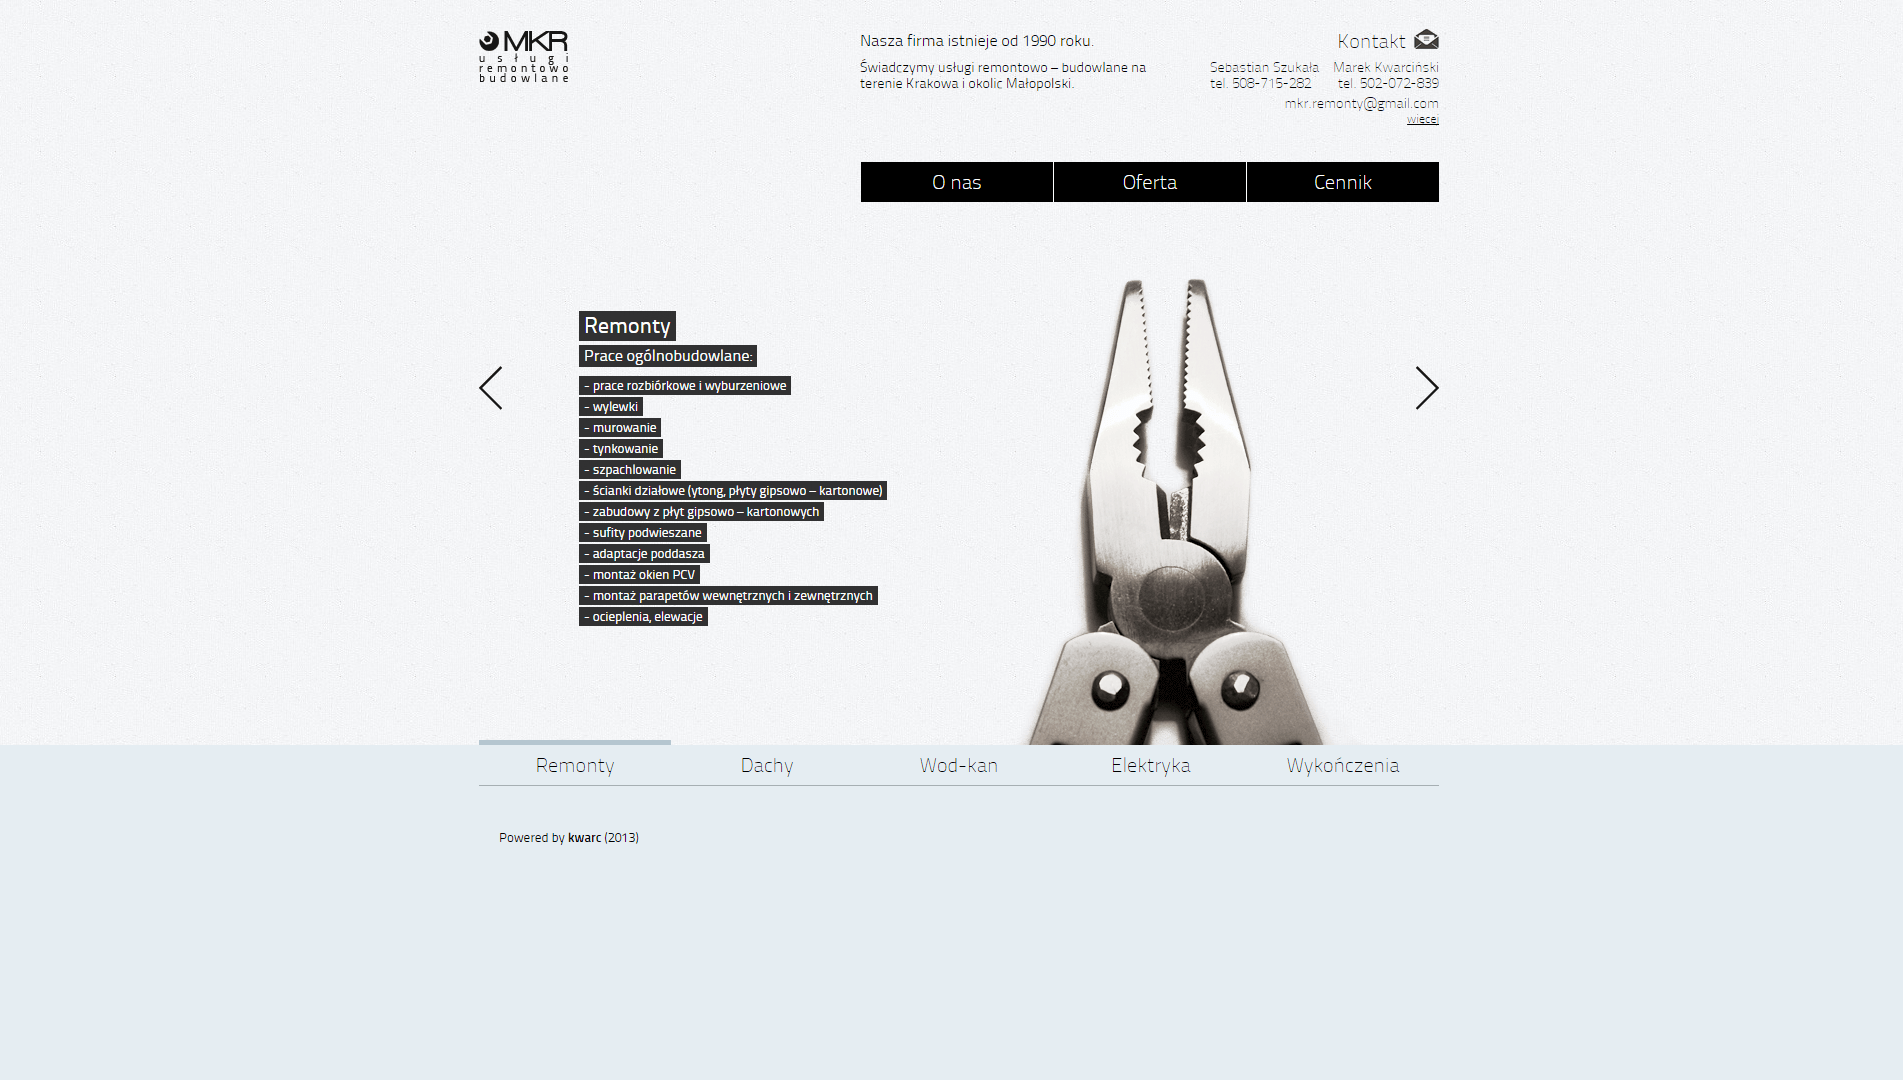 MKR
usługi
remontowo
budowlane
Nasza firma istnieje od 1990 roku.
Świadczymy usługi remontowo – budowlane na
terenie Krakowa i okolic Małopolski.
Kontakt
Sebastian Szukała
tel. 508-715-282
Marek Kwarciński
tel. 502-072-839
mkr.remonty@gmail.com
więcej
O nas
Oferta
Cennik
Remonty
Prace ogólnobudowlane:
- prace rozbiórkowe i wyburzeniowe
- wylewki
- murowanie
- tynkowanie
- szpachlowanie
- ścianki działowe (ytong, płyty gipsowo – kartonowe)
- zabudowy z płyt gipsowo – kartonowych
- sufity podwieszane
- adaptacje poddasza
- montaż okien PCV
- montaż parapetów wewnętrznych i zewnętrznych
- ocieplenia, elewacje
Remonty
Dachy
Wod-kan
Elektryka
Wykończenia
Powered by kwarc (2013)